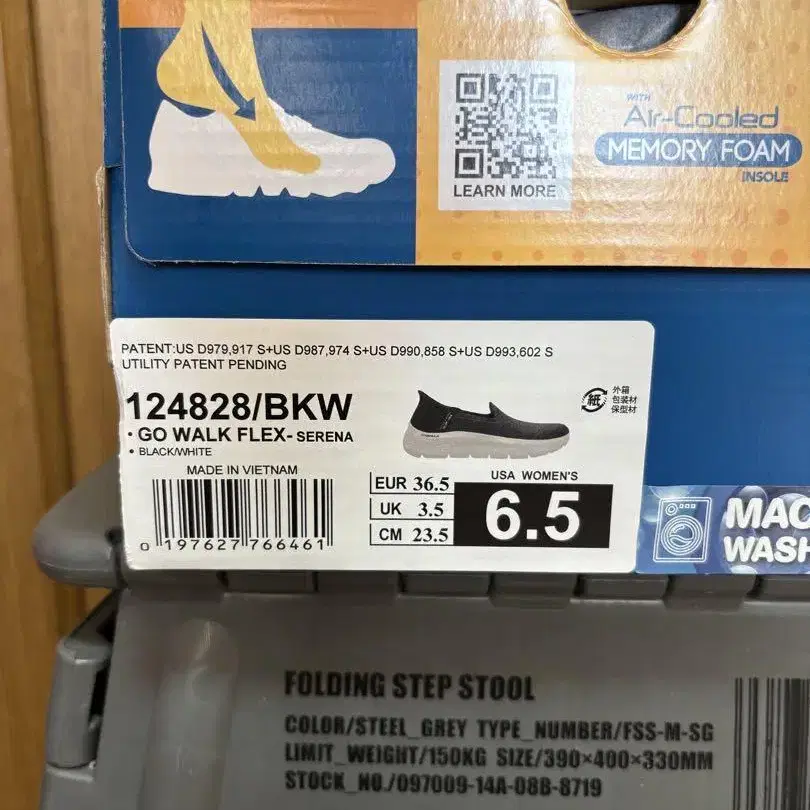 WITH
Air-Cooled
MEMORY FOAM
INSOLE
LEARN MORE
PATENT:US D979,917 S+US D987,974 S+US D990,858 S+US D993,602 S
UTILITY PATENT PENDING
124828/BKW
• GO WALK FLEX- SERENA
• BLACK/WHITE
MADE IN VIETNAM
0 197627 766461
紙
外箱
包装材
保型材
EUR 36.5
UK 3.5
CM 23.5
USA WOMEN'S
6.5
MAC
WASH
FOLDING STEP STOOL
COLOR/STEEL_GREY TYPE_NUMBER/FSS-M-SG
LIMIT_WEIGHT/150KG SIZE/390×400×330MM
STOCK_NO./097009-14A-08B-8719